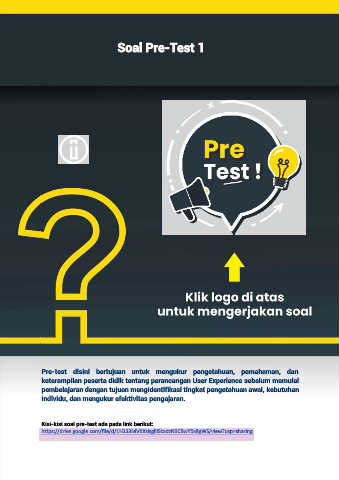 Soal Pre-Test 1
Pre
Test !
Klik logo di atas
untuk mengerjakan soal
Pre-test disini bertujuan untuk mengukur pengetahuan, pemahaman, dan
keterampilan peserta didik tentang perancangan User Experience sebelum memulai
pembelajaran dengan tujuan mengidentifikasi tingkat pengetahuan awal, kebutuhan
individu, dan mengukur efektivitas pengajaran.
Kisi-kisi soal pre-test ada pada link berikut: